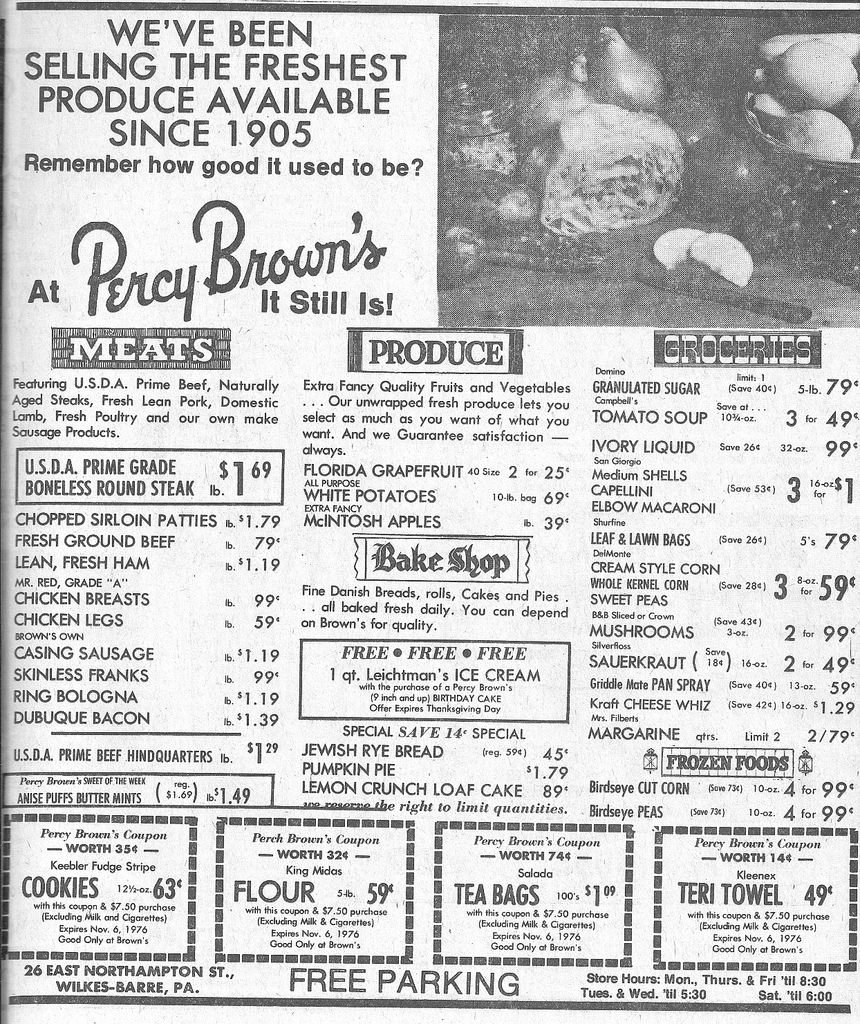 WE'VE BEEN
SELLING THE FRESHEST
PRODUCE AVAILABLE
SINCE 1905
Remember how good it used to be?
At Percy Brown's
It Still Is!
MEATS
Featuring U.S.D.A. Prime Beef, Naturally
Aged Steaks, Fresh Lean Pork, Domestic
Lamb, Fresh Poultry and our own make
Sausage Products.
U.S.D.A. PRIME GRADE
BONELESS ROUND STEAK lb. $1 69
CHOPPED SIRLOIN PATTIES lb. $1.79
FRESH GROUND BEEF lb. 79¢
LEAN, FRESH HAM lb. $1.19
MR. RED, GRADE "A"
CHICKEN BREASTS lb. 99¢
CHICKEN LEGS lb. 59¢
BROWN'S OWN
CASING SAUSAGE lb. $1.19
SKINLESS FRANKS lb. 99¢
RING BOLOGNA lb. $1.19
DUBUQUE BACON lb. $1.39
U.S.D.A. PRIME BEEF HINDQUARTERS lb. $1 29
Percy Brown's SWEET OF THE WEEK
ANISE PUFFS BUTTER MINTS (reg. $1.69) lb. $1.49
PRODUCE
Extra Fancy Quality Fruits and Vegetables
. . . Our unwrapped fresh produce lets you
select as much as you want of what you
want. And we Guarantee satisfaction —
always.
FLORIDA GRAPEFRUIT 40 Size 2 for 25¢
ALL PURPOSE
WHITE POTATOES 10-lb. bag 69¢
EXTRA FANCY
McINTOSH APPLES lb. 39¢
Bake Shop
Fine Danish Breads, rolls, Cakes and Pies .
. . all baked fresh daily. You can depend
on Brown's for quality.
FREE • FREE • FREE
1 qt. Leichtman's ICE CREAM
with the purchase of a Percy Brown's
(9 inch and up) BIRTHDAY CAKE
Offer Expires Thanksgiving Day
SPECIAL SAVE 14¢ SPECIAL
JEWISH RYE BREAD (reg. 59¢) 45¢
PUMPKIN PIE $1.79
LEMON CRUNCH LOAF CAKE 89¢
we reserve the right to limit quantities.
GROCERIES
Domino
GRANULATED SUGAR limit: 1 (Save 40¢) 5-lb. 79¢
Campbell's
TOMATO SOUP Save at . . . 10¾-oz. 3 for 49¢
IVORY LIQUID Save 26¢ 32-oz. 99¢
San Giorgio
Medium SHELLS
CAPELLINI (Save 53¢) 3 16-oz for $1
ELBOW MACARONI
Shurfine
LEAF & LAWN BAGS (Save 26¢) 5's 79¢
DelMonte
CREAM STYLE CORN
WHOLE KERNEL CORN (Save 28¢) 3 8-oz. for 59¢
SWEET PEAS
B&B Sliced or Crown
MUSHROOMS (Save 43¢) 3-oz. 2 for 99¢
Silverfloss
SAUERKRAUT (Save 18¢) 16-oz. 2 for 49¢
Griddle Mate PAN SPRAY (Save 40¢) 13-oz. 59¢
Kraft CHEESE WHIZ (Save 42¢) 16-oz. $1.29
Mrs. Filberts
MARGARINE qtrs. Limit 2 2/79¢
FROZEN FOODS
Birdseye CUT CORN (Save 73¢) 10-oz. 4 for 99¢
Birdseye PEAS (Save 73¢) 10-oz. 4 for 99¢
Percy Brown's Coupon
— WORTH 35¢ —
Keebler Fudge Stripe
COOKIES 12½-oz. 63¢
with this coupon & $7.50 purchase
(Excluding Milk and Cigarettes)
Expires Nov. 6, 1976
Good Only at Brown's
Perch Brown's Coupon
— WORTH 32¢ —
King Midas
FLOUR 5-lb. 59¢
with this coupon & $7.50 purchase
(Excluding Milk & Cigarettes)
Expires Nov. 6, 1976
Good Only at Brown's
Percy Brown's Coupon
— WORTH 74¢ —
Salada
TEA BAGS 100's $1 09
with this coupon & $7.50 purchase
(Excluding Milk & Cigarettes)
Expires Nov. 6, 1976
Good Only at Brown's
Percy Brown's Coupon
— WORTH 14¢ —
Kleenex
TERI TOWEL 49¢
with this coupon & $7.50 purchase
(Excluding Milk & Cigarettes)
Expires Nov. 6, 1976
Good Only at Brown's
26 EAST NORTHAMPTON ST.,
WILKES-BARRE, PA.
FREE PARKING
Store Hours: Mon., Thurs. & Fri 'til 8:30
Tues. & Wed. 'til 5:30 Sat. 'til 6:00